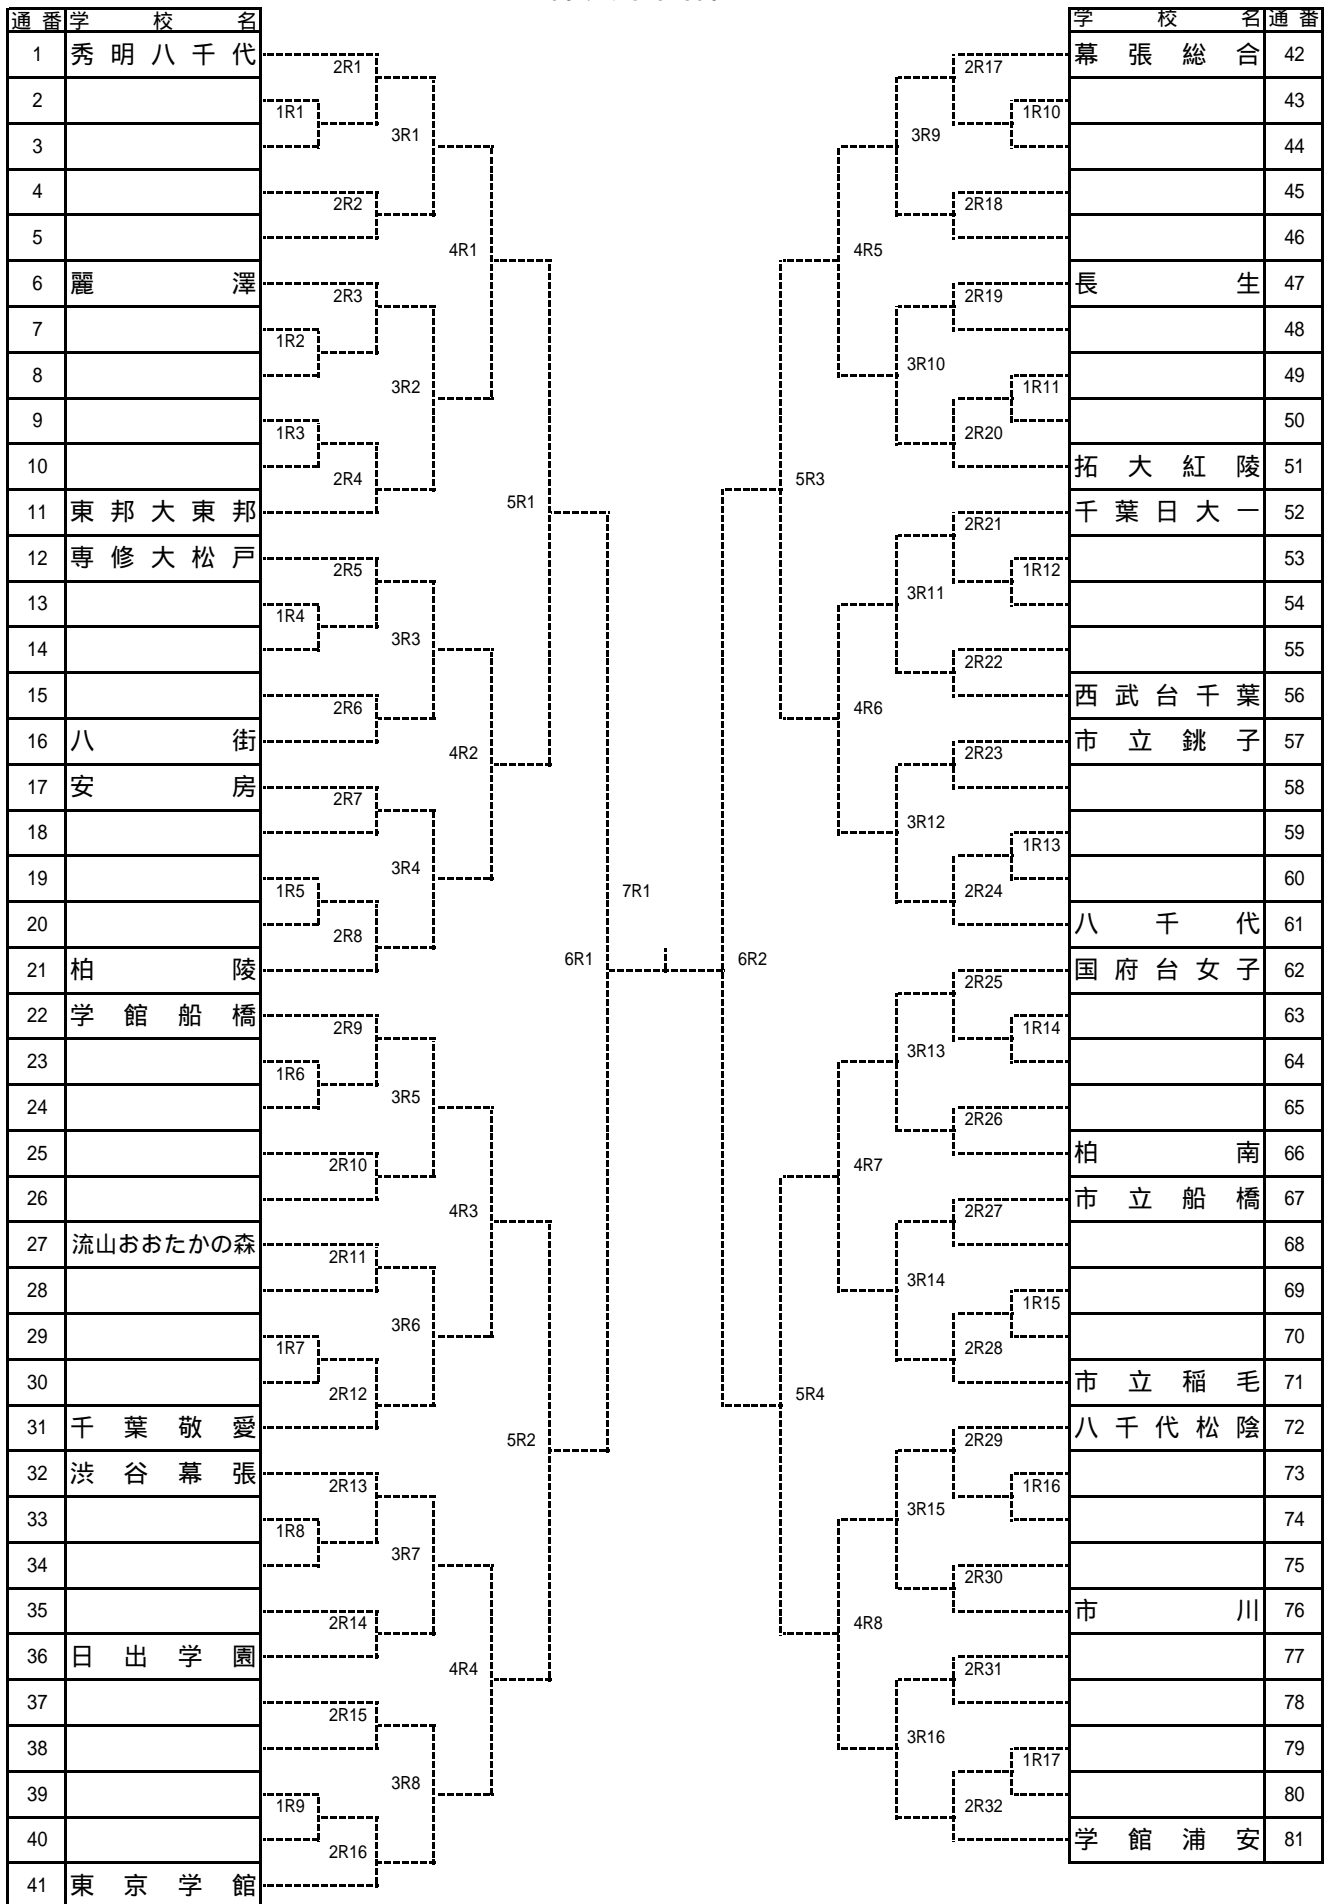 通番 学校名
1 秀明八千代
2
3
4
5
6 麗澤
7
8
9
10
11 東邦大東邦
12 専修大松戸
13
14
15
16 八街
17 安房
18
19
20
21 柏陵
22 学館船橋
23
24
25
26
27 流山おおたかの森
28
29
30
31 千葉敬愛
32 渋谷幕張
33
34
35
36 日出学園
37
38
39
40
41 東京学館
1R1
1R2
1R3
1R4
1R5
1R6
1R7
1R8
1R9
2R1
2R2
2R3
2R4
2R5
2R6
2R7
2R8
2R9
2R10
2R11
2R12
2R13
2R14
2R15
2R16
3R1
3R2
3R3
3R4
3R5
3R6
3R7
3R8
4R1
4R2
4R3
4R4
5R1
5R2
6R1
7R1
6R2
5R3
5R4
4R5
4R6
4R7
4R8
3R9
3R10
3R11
3R12
3R13
3R14
3R15
3R16
2R17
2R18
2R19
2R20
2R21
2R22
2R23
2R24
2R25
2R26
2R27
2R28
2R29
2R30
2R31
2R32
1R10
1R11
1R12
1R13
1R14
1R15
1R16
1R17
学校名 通番
幕張総合 42
43
44
45
46
長生 47
48
49
50
拓大紅陵 51
千葉日大一 52
53
54
55
西武台千葉 56
市立銚子 57
58
59
60
八千代 61
国府台女子 62
63
64
65
柏南 66
市立船橋 67
68
69
70
市立稲毛 71
八千代松陰 72
73
74
75
市川 76
77
78
79
80
学館浦安 81